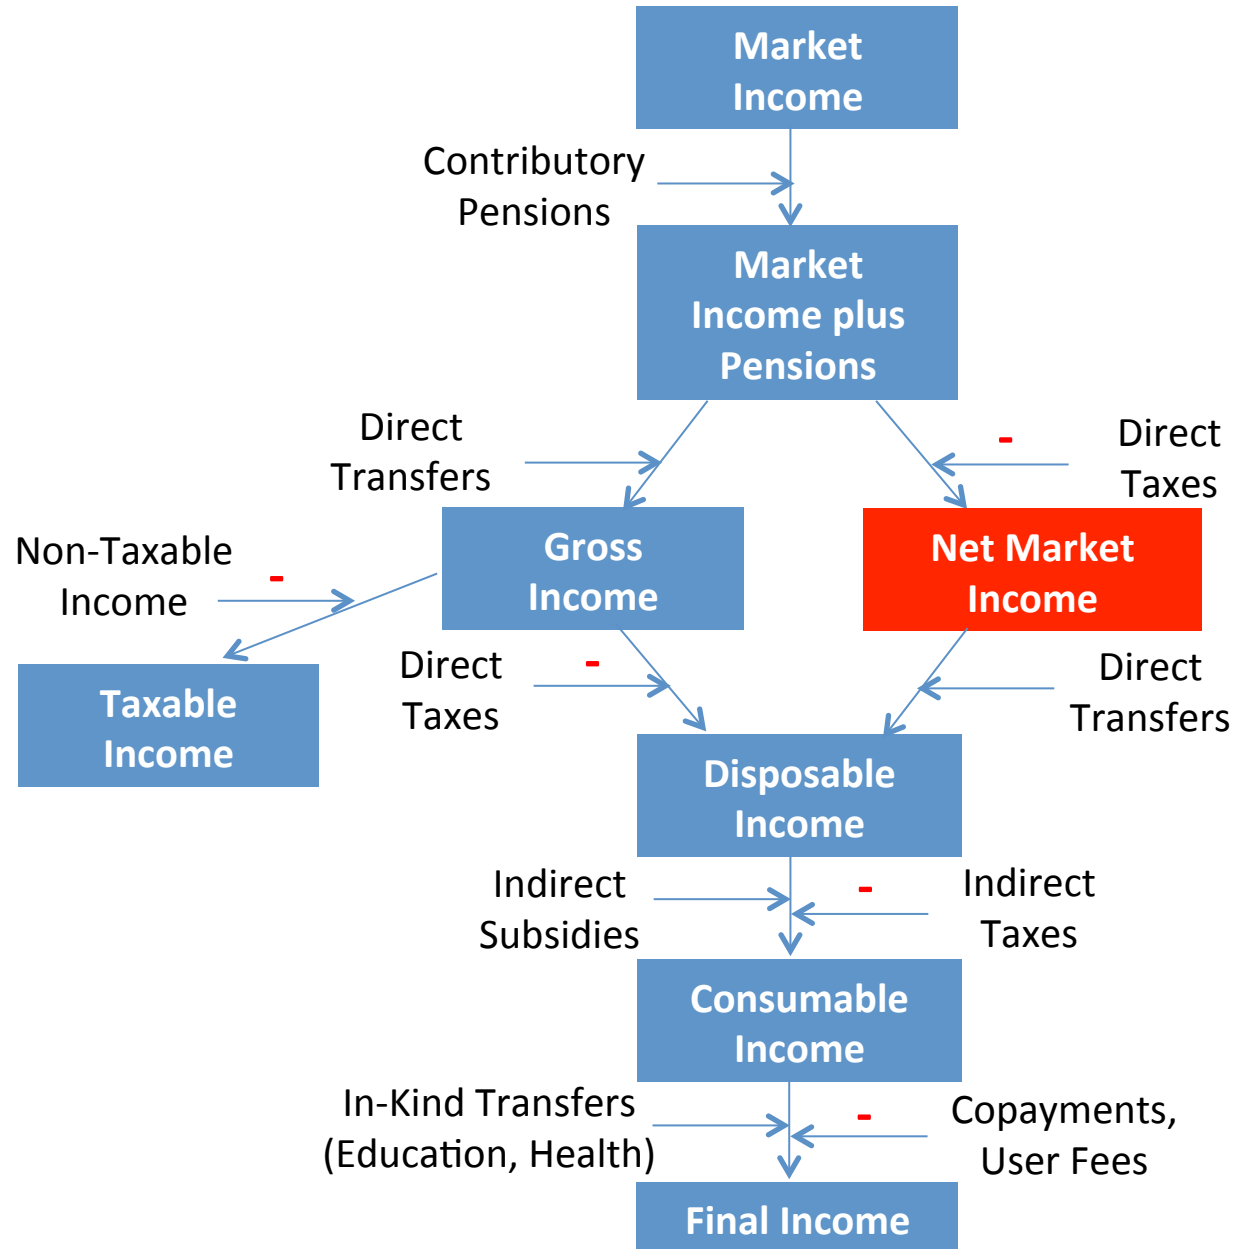 Market
Income
Contributory
Pensions
Market
Income plus
Pensions
Direct
Transfers
-
Direct
Taxes
Non-Taxable
Income
-
Gross
Income
Net Market
Income
Taxable
Income
Direct
Taxes
-
Direct
Transfers
Disposable
Income
Indirect
Subsidies
-
Indirect
Taxes
Consumable
Income
In-Kind Transfers
(Education, Health)
-
Copayments,
User Fees
Final Income